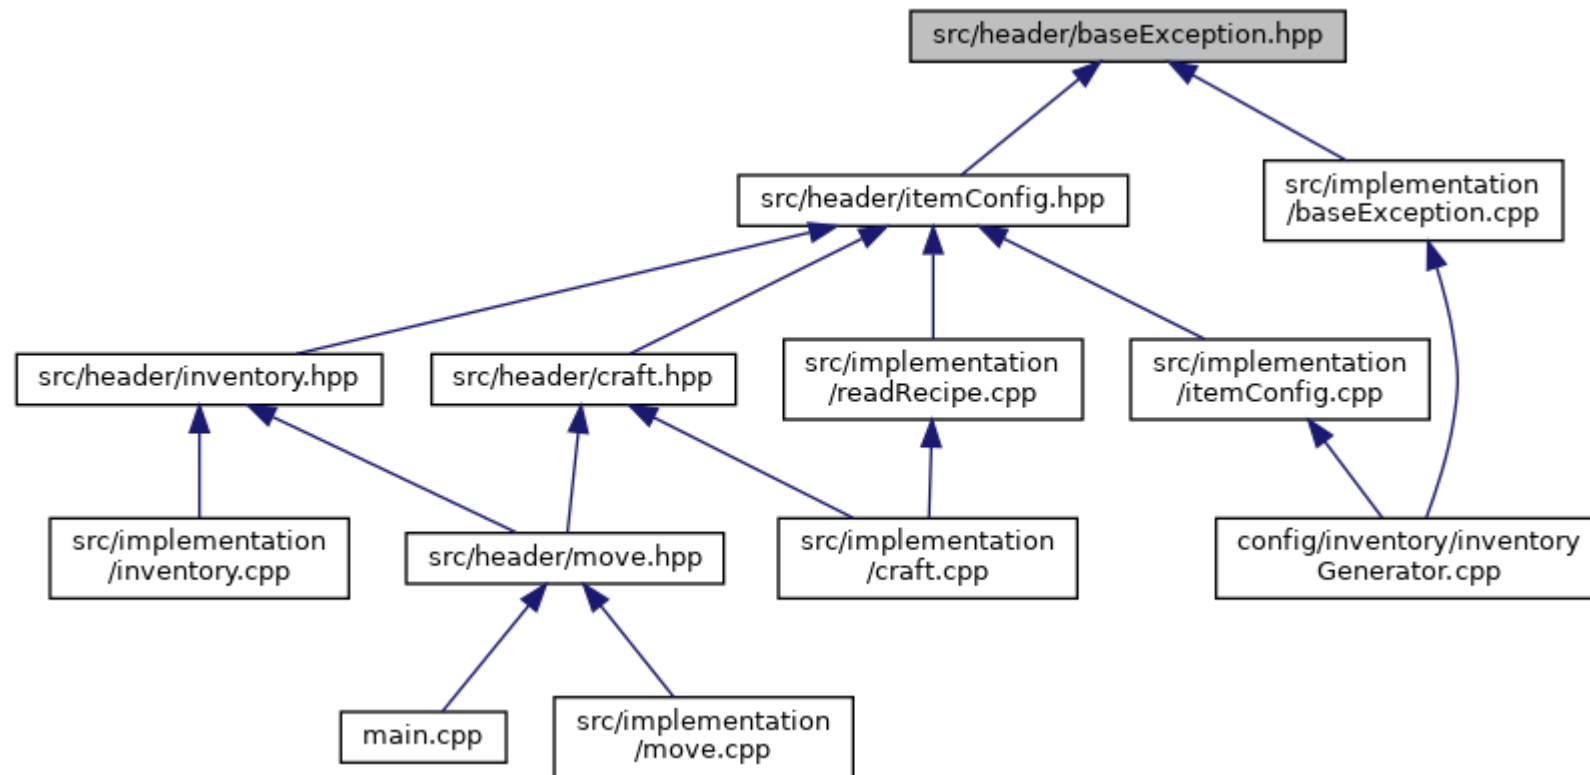 src/header/baseException.hpp
src/header/itemConfig.hpp
src/implementation
/baseException.cpp
src/header/inventory.hpp
src/header/craft.hpp
src/implementation
/readRecipe.cpp
src/implementation
/itemConfig.cpp
src/implementation
/inventory.cpp
src/header/move.hpp
src/implementation
/craft.cpp
config/inventory/inventory
Generator.cpp
main.cpp
src/implementation
/move.cpp